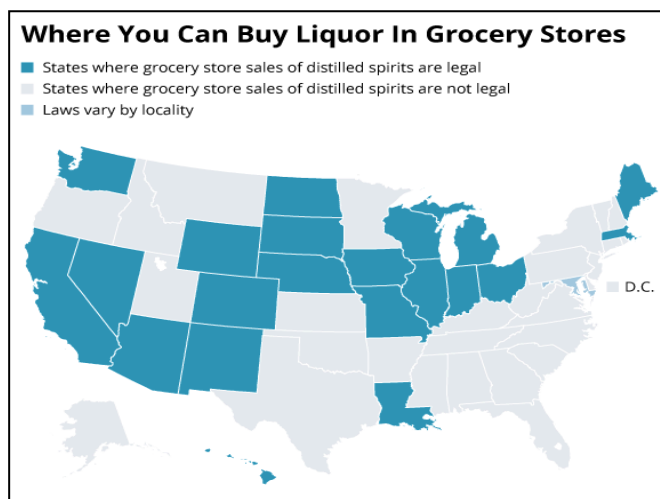 Where You Can Buy Liquor In Grocery Stores
States where grocery store sales of distilled spirits are legal
States where grocery store sales of distilled spirits are not legal
Laws vary by locality
D.C.